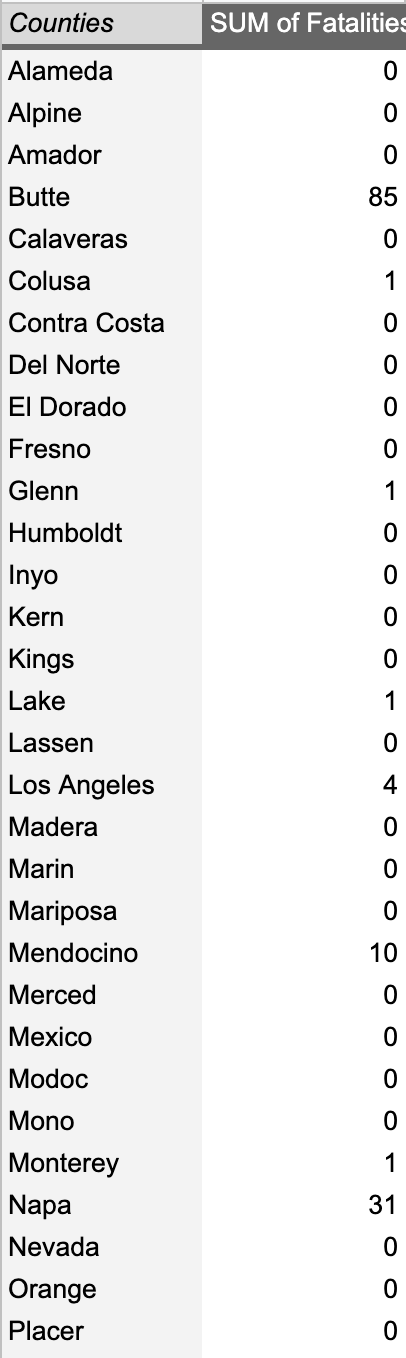 Counties SUM of Fatalities
Alameda 0
Alpine 0
Amador 0
Butte 85
Calaveras 0
Colusa 1
Contra Costa 0
Del Norte 0
El Dorado 0
Fresno 0
Glenn 1
Humboldt 0
Inyo 0
Kern 0
Kings 0
Lake 1
Lassen 0
Los Angeles 4
Madera 0
Marin 0
Mariposa 0
Mendocino 10
Merced 0
Mexico 0
Modoc 0
Mono 0
Monterey 1
Napa 31
Nevada 0
Orange 0
Placer 0